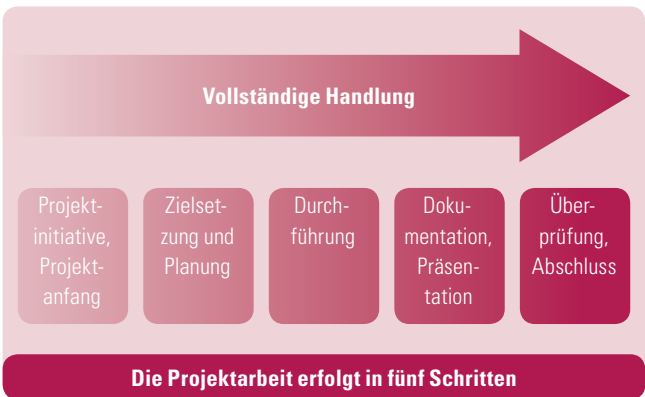 Vollständige Handlung
Projekt-
initiative,
Projekt-
anfang
Zielset-
zung und
Planung
Durch-
führung
Doku-
mentation,
Präsen-
tation
Über-
prüfung,
Abschluss
Die Projektarbeit erfolgt in fünf Schritten